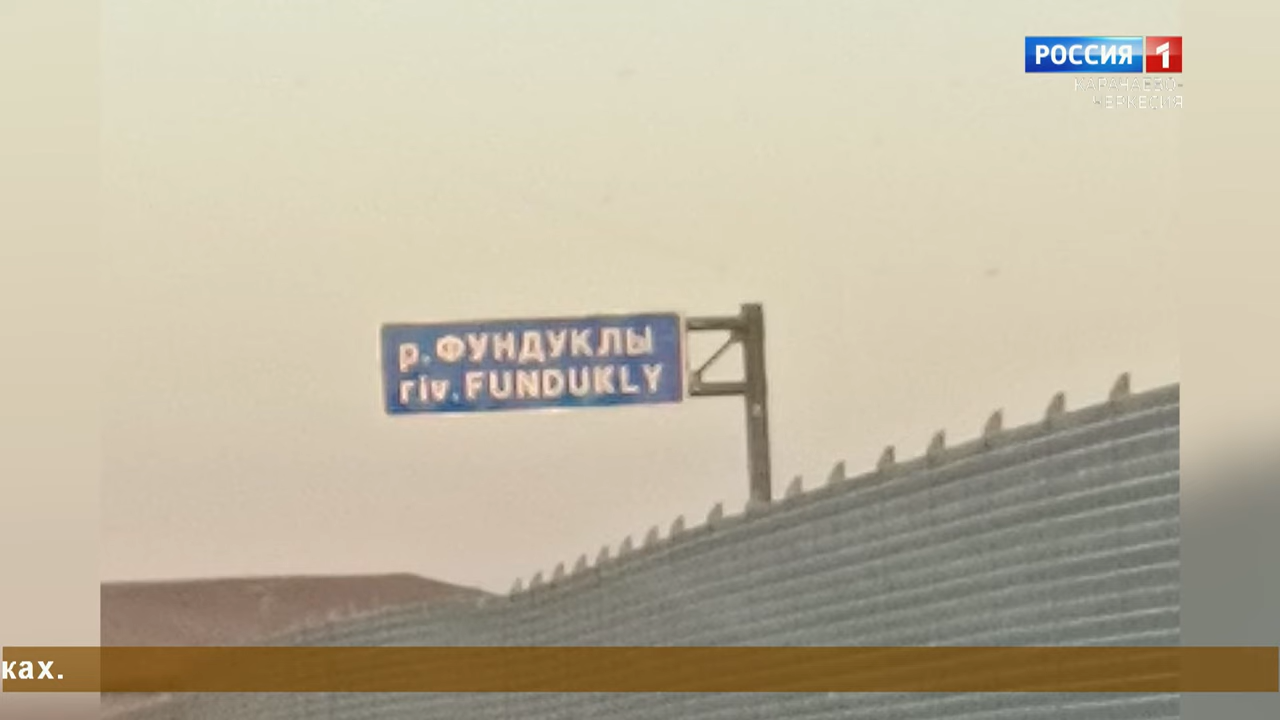 РОССИЯ 1
КАРАЧАЕВО-
ЧЕРКЕСИЯ
р. ФУНДУКЛЫ
riv. FUNDUKLY
ках.